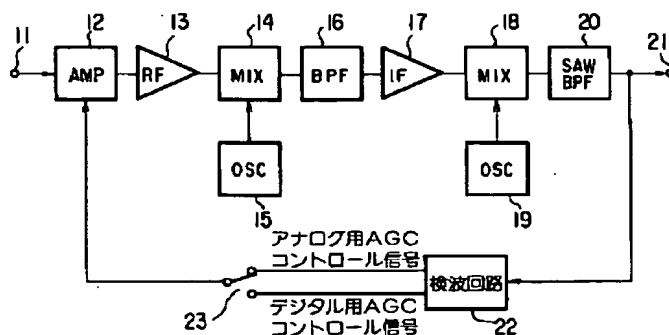 11
12
13
14
16
17
18
20
21
AMP
RF
MIX
BPF
IF
MIX
SAW
BPF
OSC
OSC
15
19
アナログ用AGC
コントロール信号
検波回路
23
デジタル用AGC
コントロール信号
22